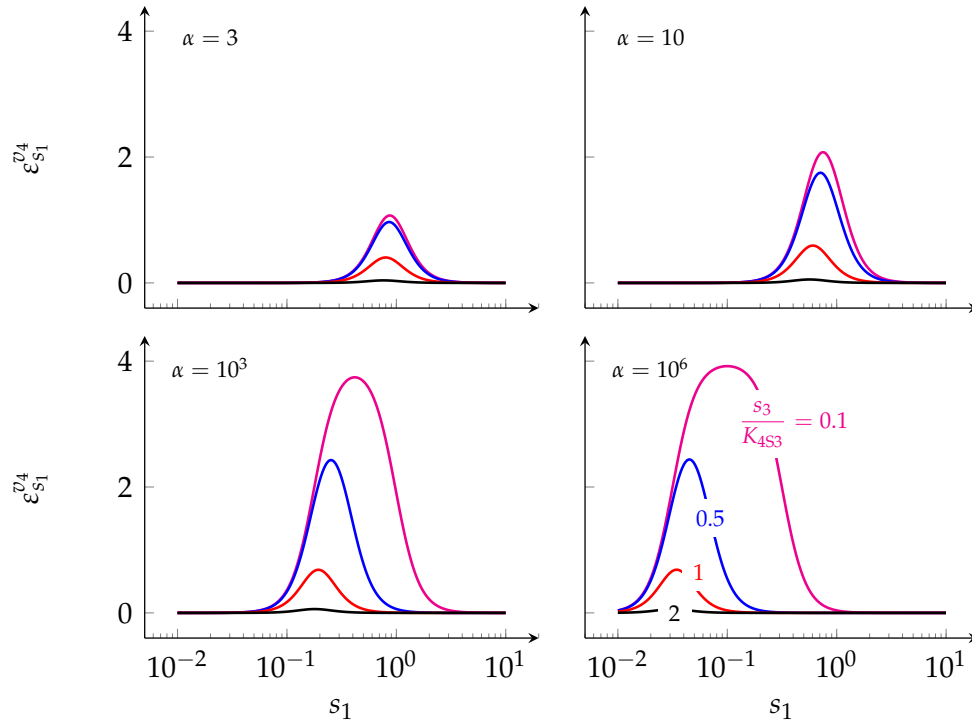 4
α = 3
α = 10
2
ε^{v_4}_{s_1}
0
4
α = 10^3
α = 10^6
s_3 / K_{4S3} = 0.1
2
ε^{v_4}_{s_1}
0.5
1
0
2
10^{-2} 10^{-1} 10^0 10^1
10^{-2} 10^{-1} 10^0 10^1
s_1
s_1